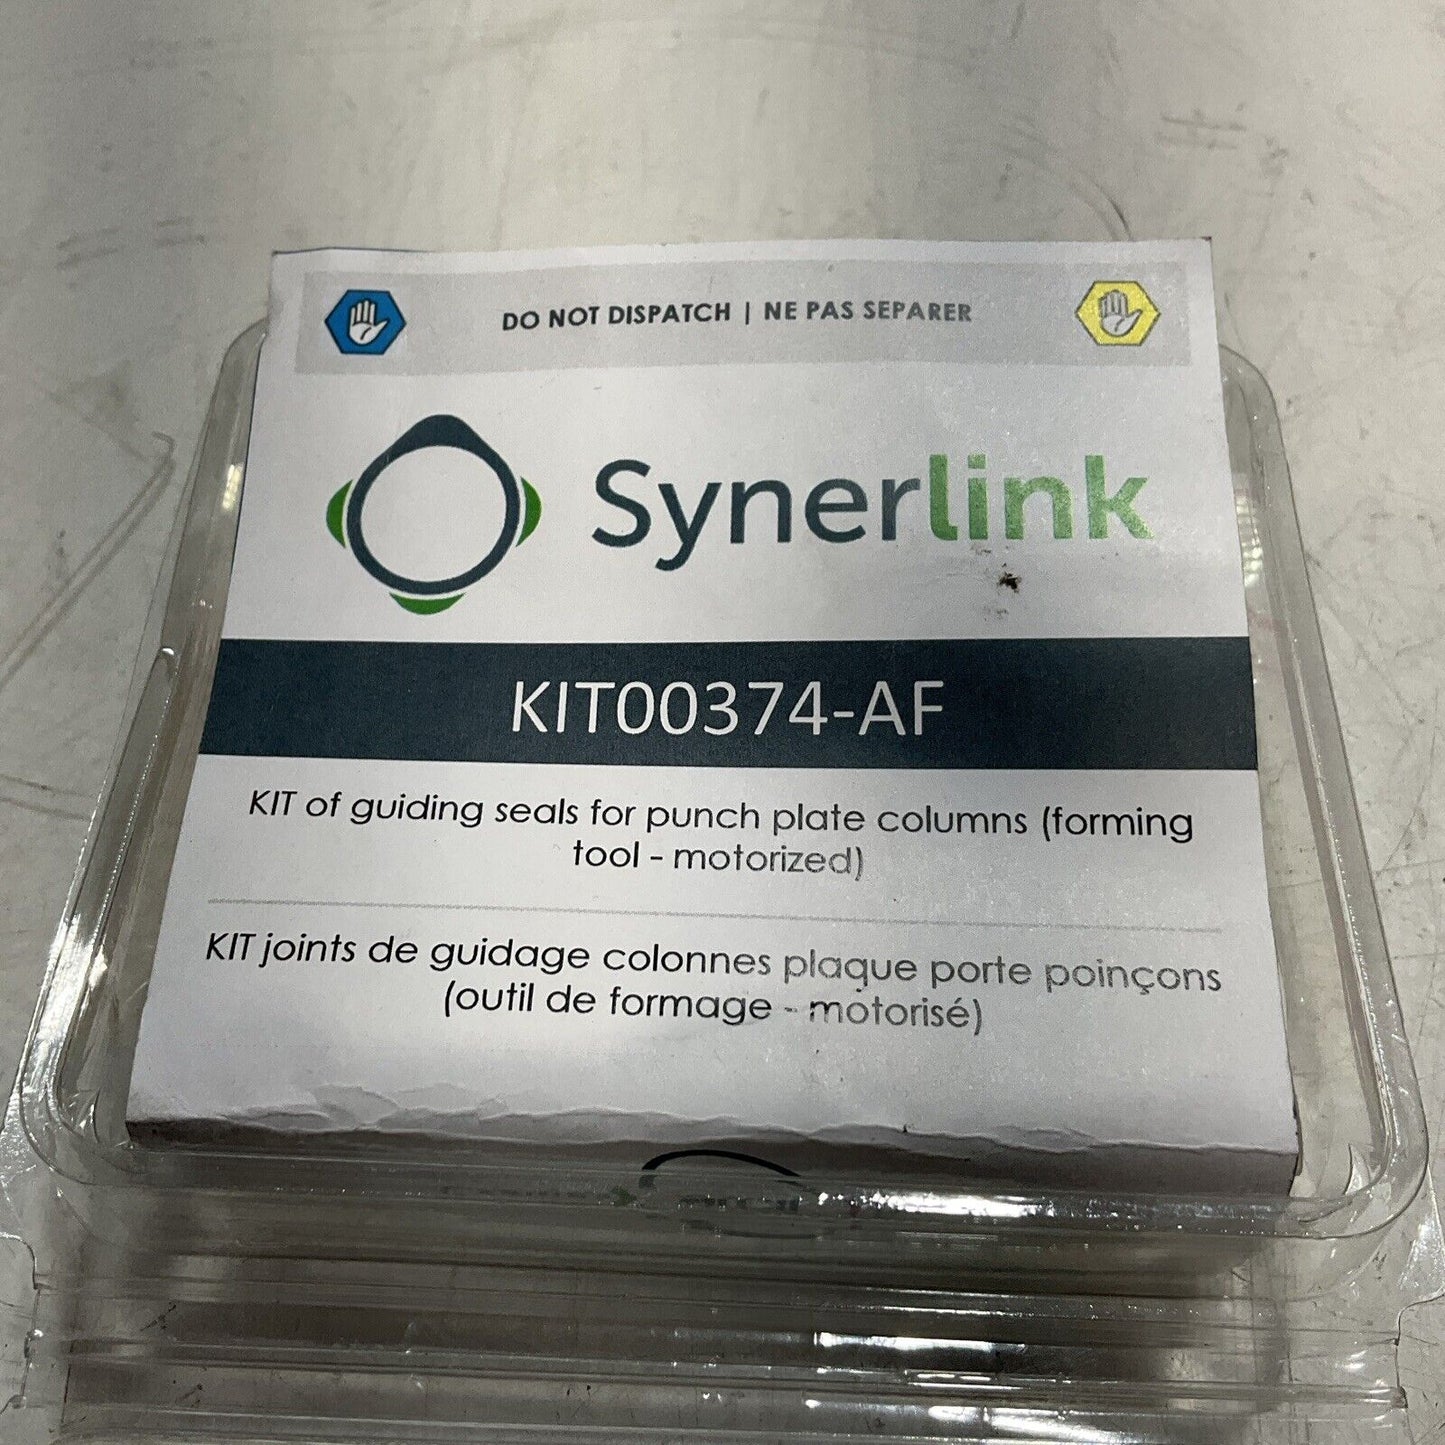 DO NOT DISPATCH | NE PAS SEPARER
Synerlink
KIT00374-AF
KIT of guiding seals for punch plate columns (forming
tool - motorized)
KIT joints de guidage colonnes plaque porte poinçons
(outil de formage - motorisé)